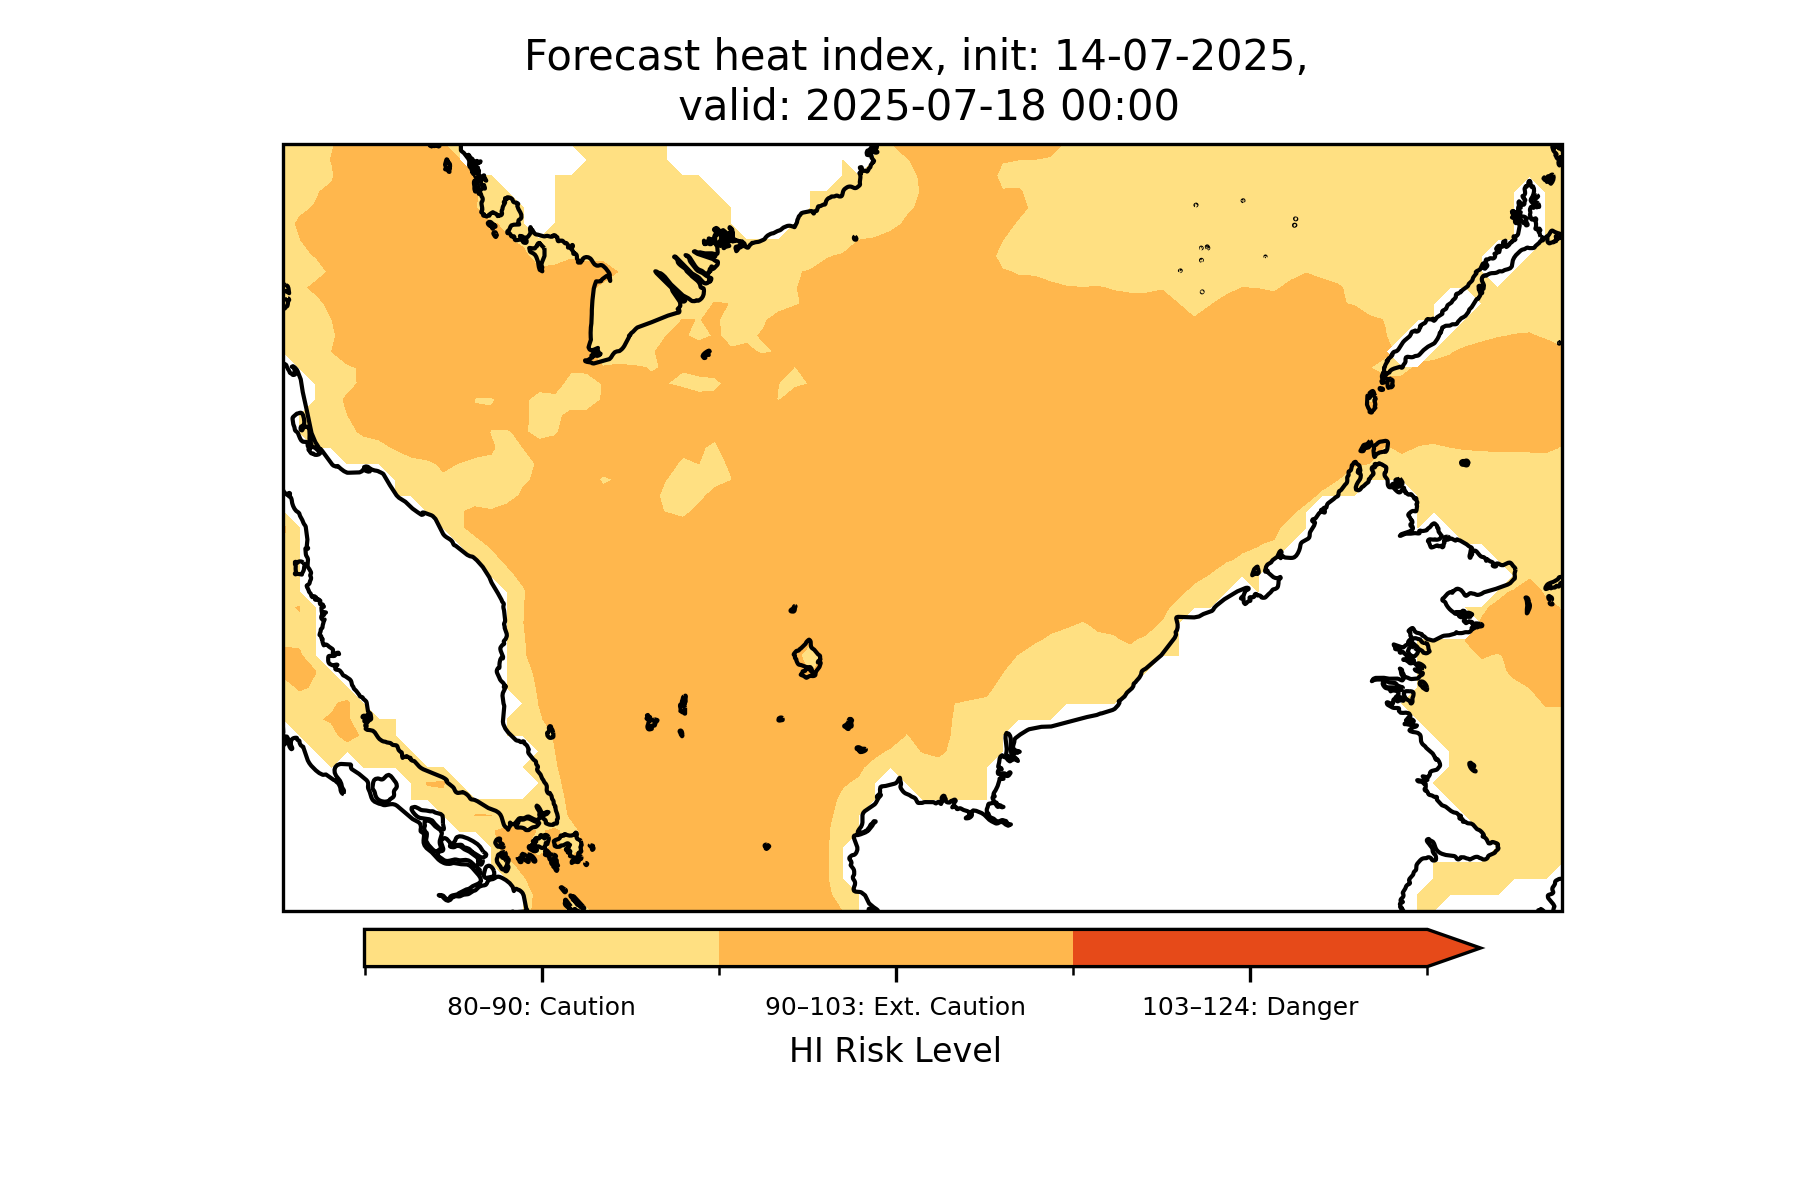 Forecast heat index, init: 14-07-2025,
valid: 2025-07-18 00:00
80–90: Caution
90–103: Ext. Caution
103–124: Danger
HI Risk Level